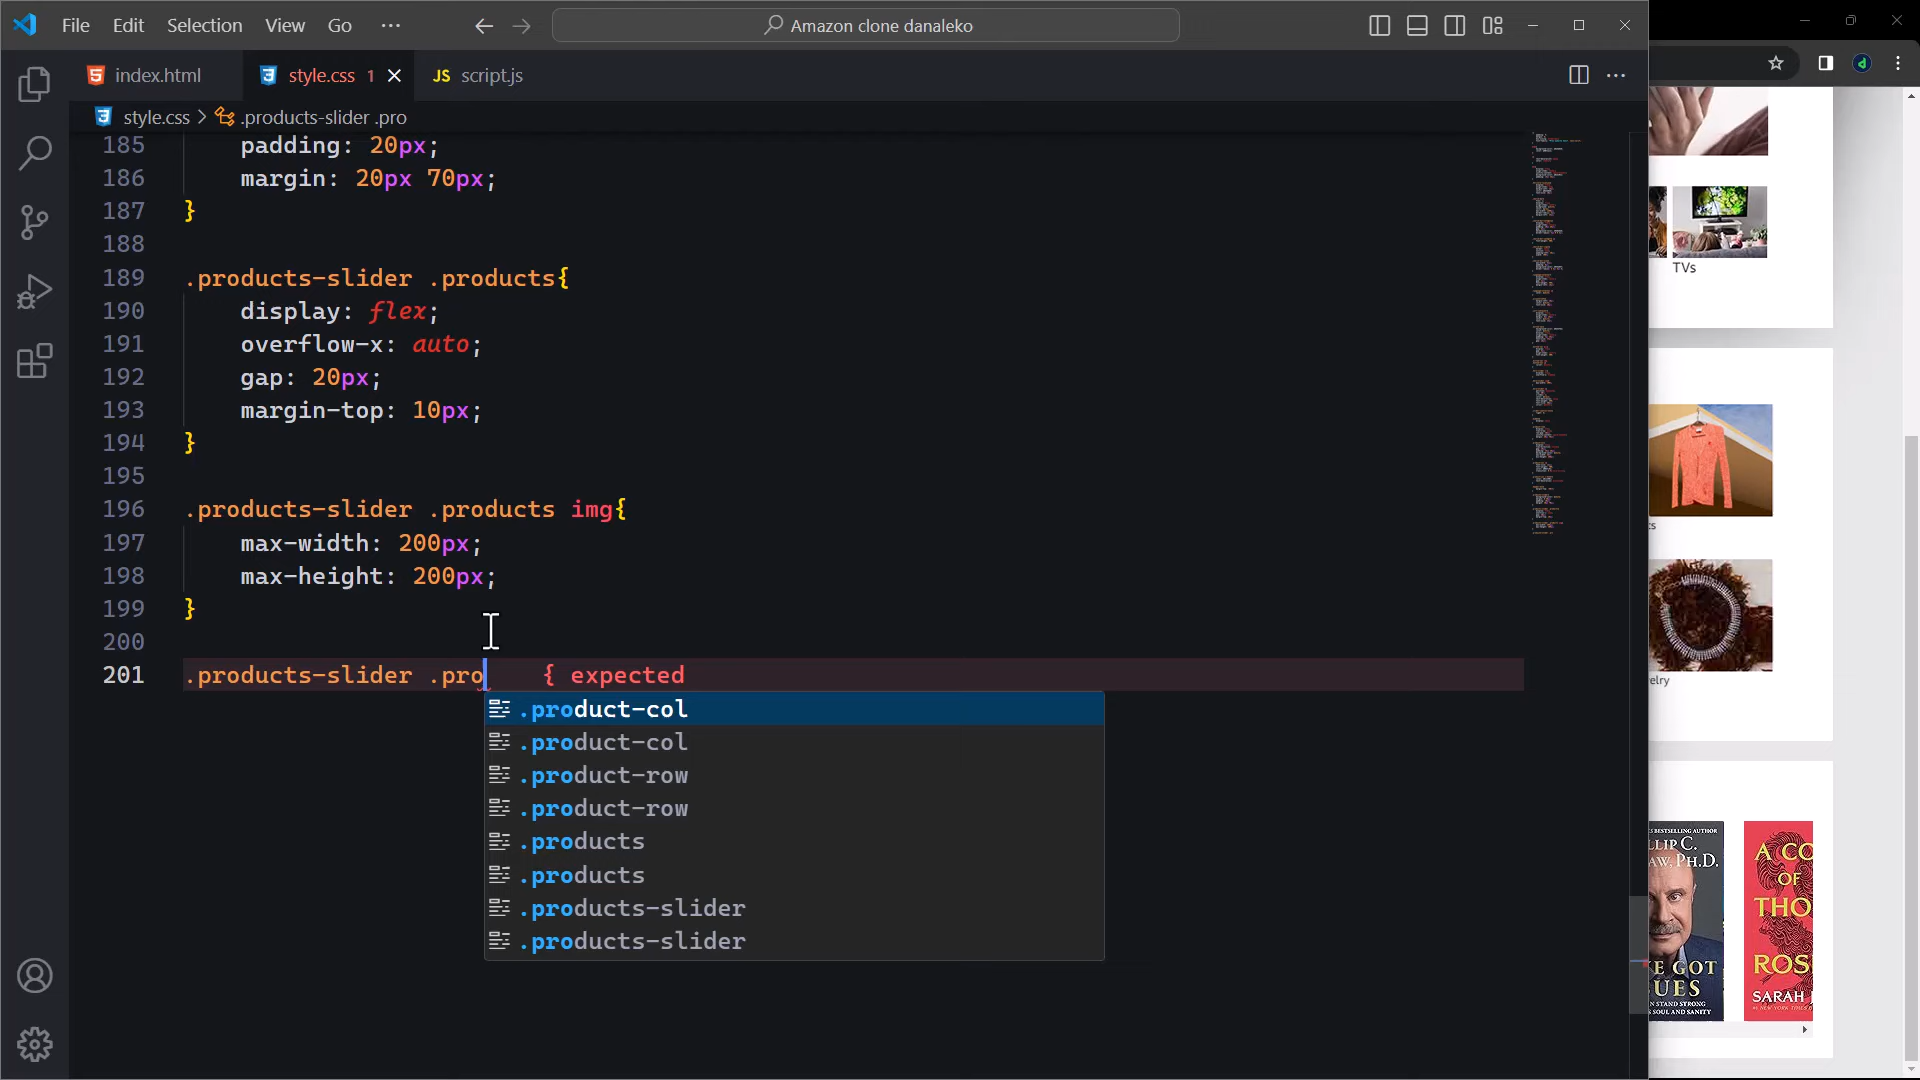 File Edit Selection View Go ···
Amazon clone danaleko
index.html
style.css 1
JS script.js
style.css > .products-slider .pro
185 padding: 20px;
186 margin: 20px 70px;
187 }
188
189 .products-slider .products{
190 display: flex;
191 overflow-x: auto;
192 gap: 20px;
193 margin-top: 10px;
194 }
195
196 .products-slider .products img{
197 max-width: 200px;
198 max-height: 200px;
199 }
200
201 .products-slider .pro { expected
.product-col
.product-col
.product-row
.product-row
.products
.products
.products-slider
.products-slider
d
TVs
ts
elry
BESTSELLING AUTHOR
LLIP C.
AW, PH.D.
KE GOT
UES
N STAND STRONG
SOUL AND SANITY
A CO
OF
THO
ROS
SARAH J